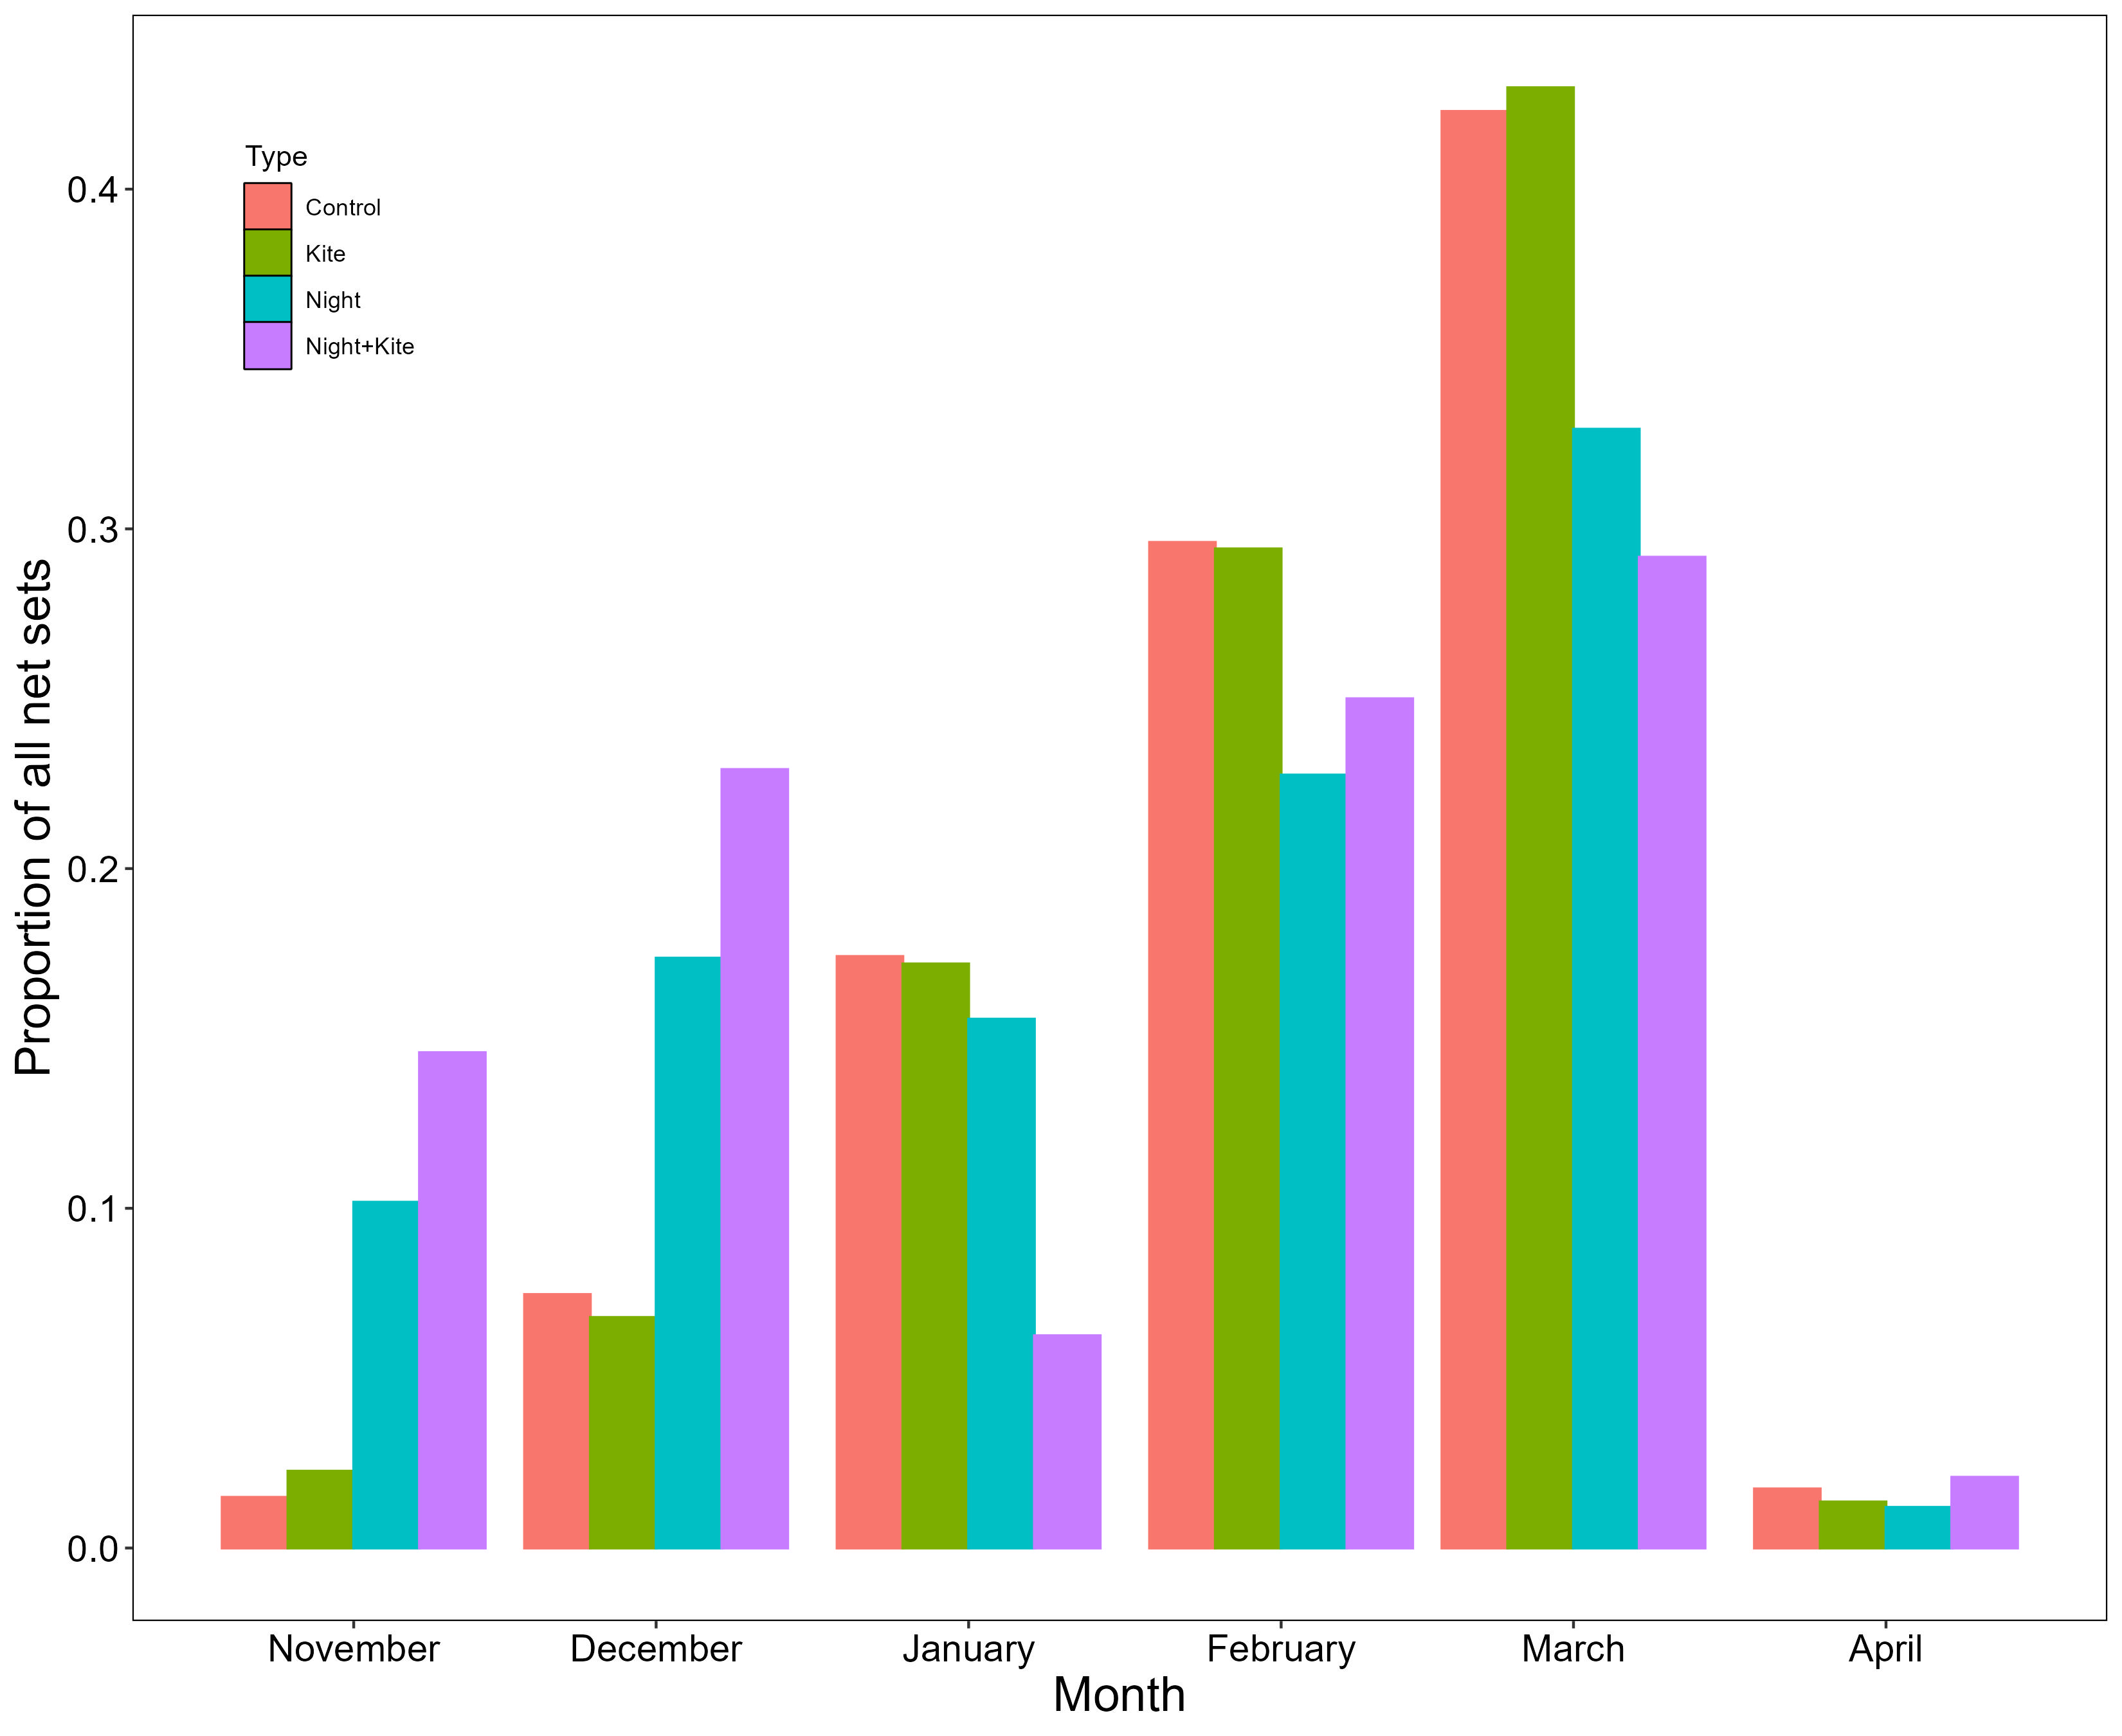 Type
Control
Kite
Night
Night+Kite
Proportion of all net sets
0.4
0.3
0.2
0.1
0.0
November December January February March April
Month